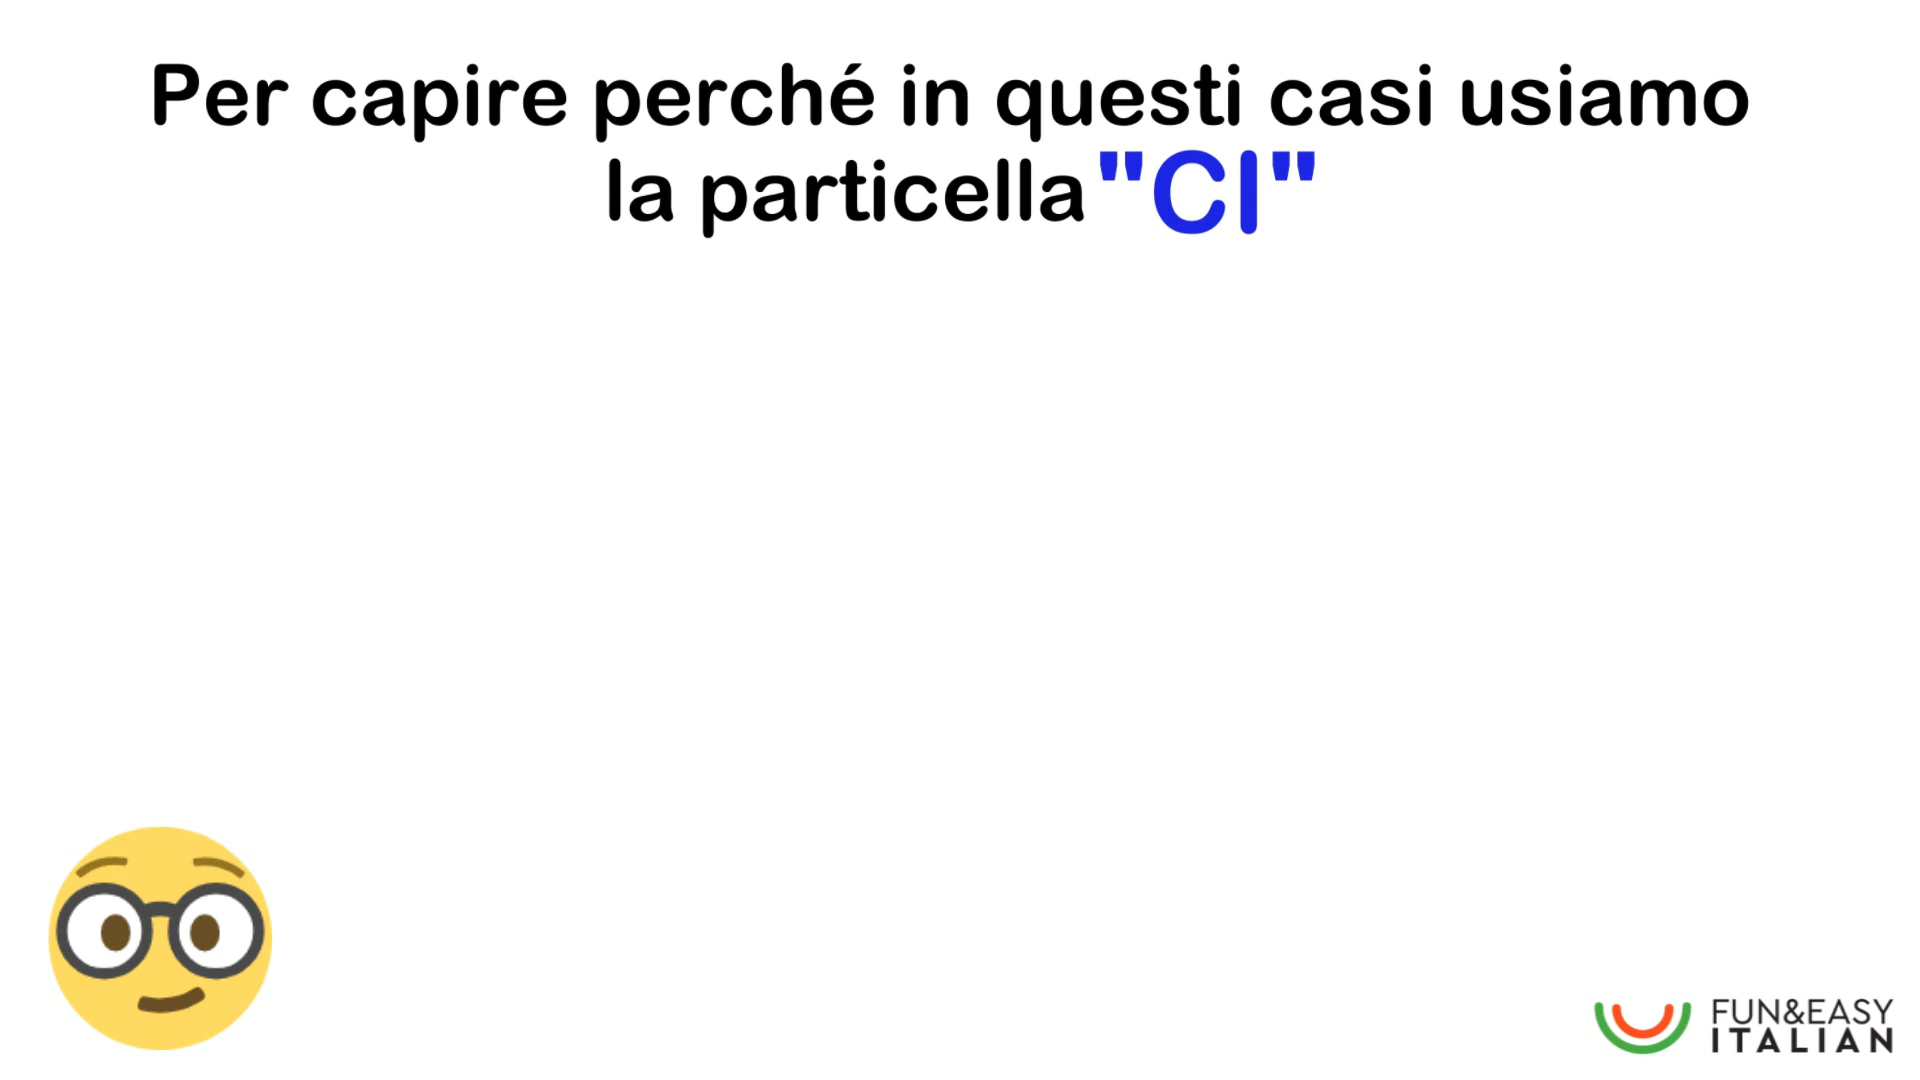 Per capire perché in questi casi usiamo
la particella "CI"
FUN&EASY
ITALIAN